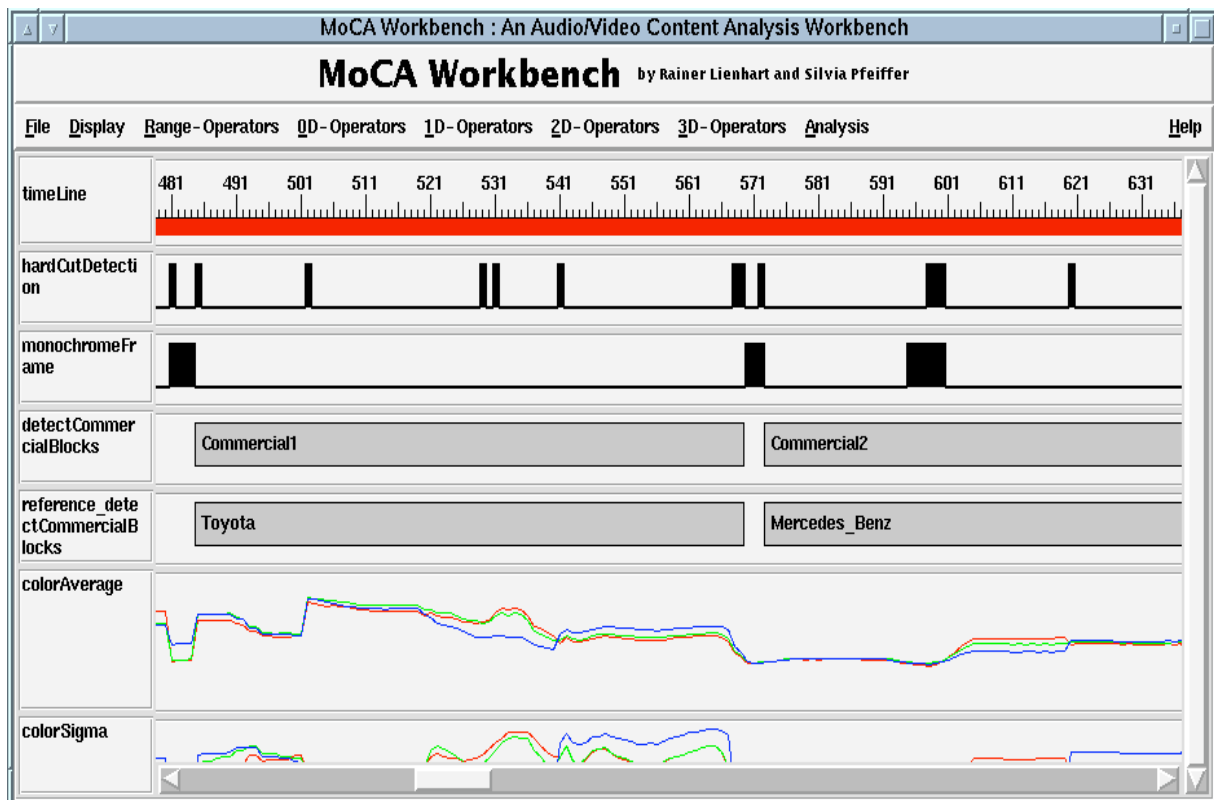 MoCA Workbench : An Audio/Video Content Analysis Workbench
MoCA Workbench by Rainer Lienhart and Silvia Pfeiffer
File Display Range-Operators 0D-Operators 1D-Operators 2D-Operators 3D-Operators Analysis Help
timeLine
481 491 501 511 521 531 541 551 561 571 581 591 601 611 621 631
hardCutDetecti
on
monochromeFr
ame
detectCommer
cialBlocks
Commercial1 Commercial2
reference_dete
ctCommercialB
locks
Toyota Mercedes_Benz
colorAverage
colorSigma